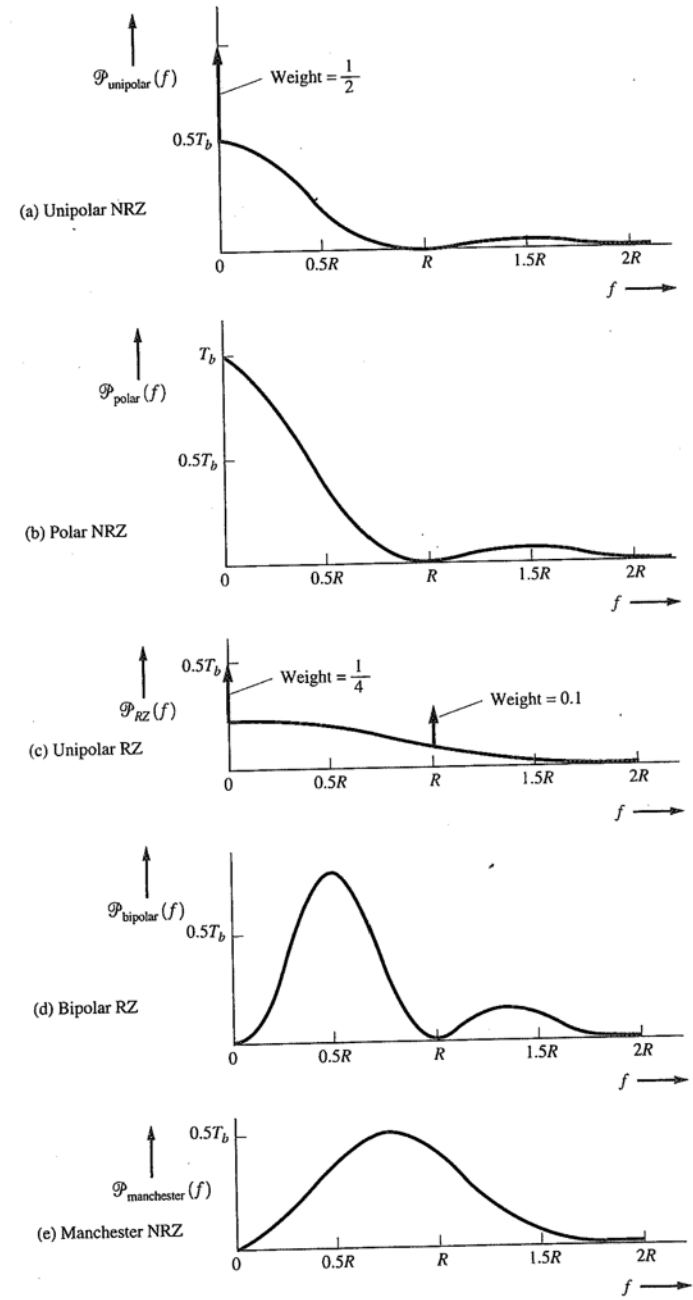 𝒫unipolar(f)
Weight = 1/2
0.5Tb
(a) Unipolar NRZ
0 0.5R R 1.5R 2R
f
Tb
𝒫polar(f)
0.5Tb
(b) Polar NRZ
0 0.5R R 1.5R 2R
f
0.5Tb
Weight = 1/4
𝒫RZ(f)
Weight = 0.1
(c) Unipolar RZ
0 0.5R R 1.5R 2R
f
𝒫bipolar(f)
0.5Tb
(d) Bipolar RZ
0 0.5R R 1.5R 2R
f
0.5Tb
𝒫manchester(f)
(e) Manchester NRZ
0 0.5R R 1.5R 2R
f